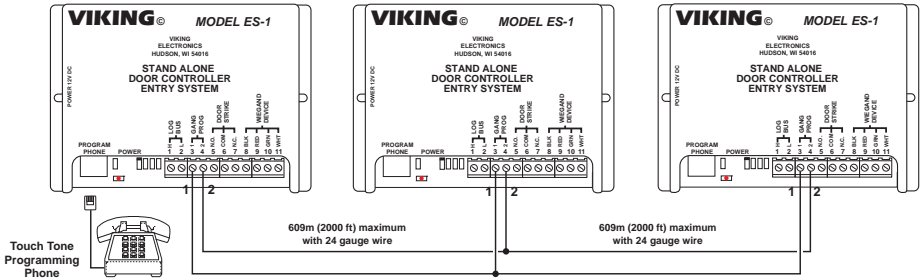 VIKING© MODEL ES-1
VIKING
ELECTRONICS
HUDSON, WI 54016
STAND ALONE
DOOR CONTROLLER
ENTRY SYSTEM
POWER 12V DC
LOG BUS
GANG PROG
DOOR STRIKE
WIEGAND DEVICE
H L 1 2 N.O. COM N.C. BLK RED GRN WHT
1 2 3 4 5 6 7 8 9 10 11
PROGRAM PHONE
POWER
1 2
VIKING© MODEL ES-1
VIKING
ELECTRONICS
HUDSON, WI 54016
STAND ALONE
DOOR CONTROLLER
ENTRY SYSTEM
POWER 12V DC
LOG BUS
GANG PROG
DOOR STRIKE
WIEGAND DEVICE
H L 1 2 N.O. COM N.C. BLK RED GRN WHT
1 2 3 4 5 6 7 8 9 10 11
PROGRAM PHONE
POWER
1 2
VIKING© MODEL ES-1
VIKING
ELECTRONICS
HUDSON, WI 54016
STAND ALONE
DOOR CONTROLLER
ENTRY SYSTEM
POWER 12V DC
LOG BUS
GANG PROG
DOOR STRIKE
WIEGAND DEVICE
H L 1 2 N.O. COM N.C. BLK RED GRN WHT
1 2 3 4 5 6 7 8 9 10 11
PROGRAM PHONE
POWER
1 2
609m (2000 ft) maximum
with 24 gauge wire
609m (2000 ft) maximum
with 24 gauge wire
Touch Tone
Programming
Phone